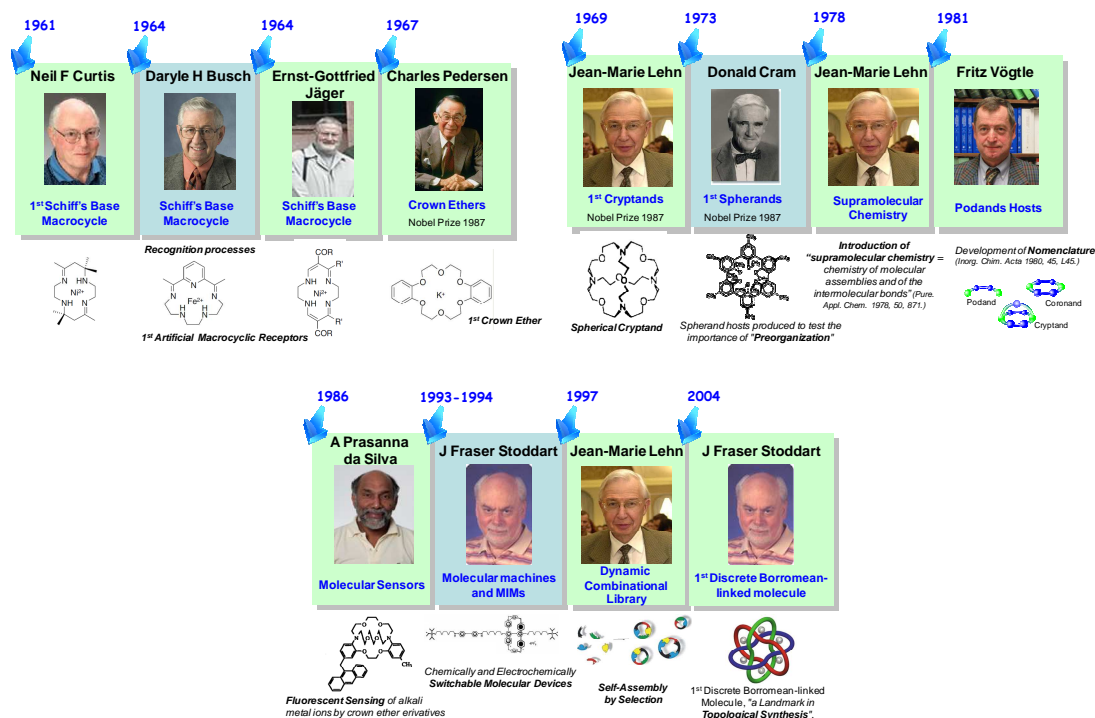 1961
Neil F Curtis
1st Schiff's Base
Macrocycle
Ni2+
NH
HN
N
N
1964
Daryle H Busch
Schiff's Base
Macrocycle
Recognition processes
N
N
N
Fe2+
H
N
H
N
1st Artificial Macrocyclic Receptors
1964
Ernst-Gottfried
Jäger
Schiff's Base
Macrocycle
COR
R'
NH
N
Ni2+
NH
N
R'
COR
1967
Charles Pedersen
Crown Ethers
Nobel Prize 1987
O
O
O
K+
O
O
O
1st Crown Ether
1969
Jean-Marie Lehn
1st Cryptands
Nobel Prize 1987
Spherical Cryptand
1973
Donald Cram
1st Spherands
Nobel Prize 1987
Spherand hosts produced to test the
importance of "Preorganization"
1978
Jean-Marie Lehn
Supramolecular
Chemistry
Introduction of
"supramolecular chemistry =
chemistry of molecular
assemblies and of the
intermolecular bonds" (Pure.
Appl. Chem. 1978, 50, 871.)
1981
Fritz Vögtle
Podands Hosts
Development of Nomenclature
(Inorg. Chim. Acta 1980, 45, L45.)
Podand
Coronand
Cryptand
1986
A Prasanna
da Silva
Molecular Sensors
CH3
Fluorescent Sensing of alkali
metal ions by crown ether erivatives
1993-1994
J Fraser Stoddart
Molecular machines
and MIMs
Chemically and Electrochemically
Switchable Molecular Devices
1997
Jean-Marie Lehn
Dynamic
Combinational
Library
Self-Assembly
by Selection
2004
J Fraser Stoddart
1st Discrete Borromean-
linked molecule
1st Discrete Borromean-linked
Molecule, "a Landmark in
Topological Synthesis".